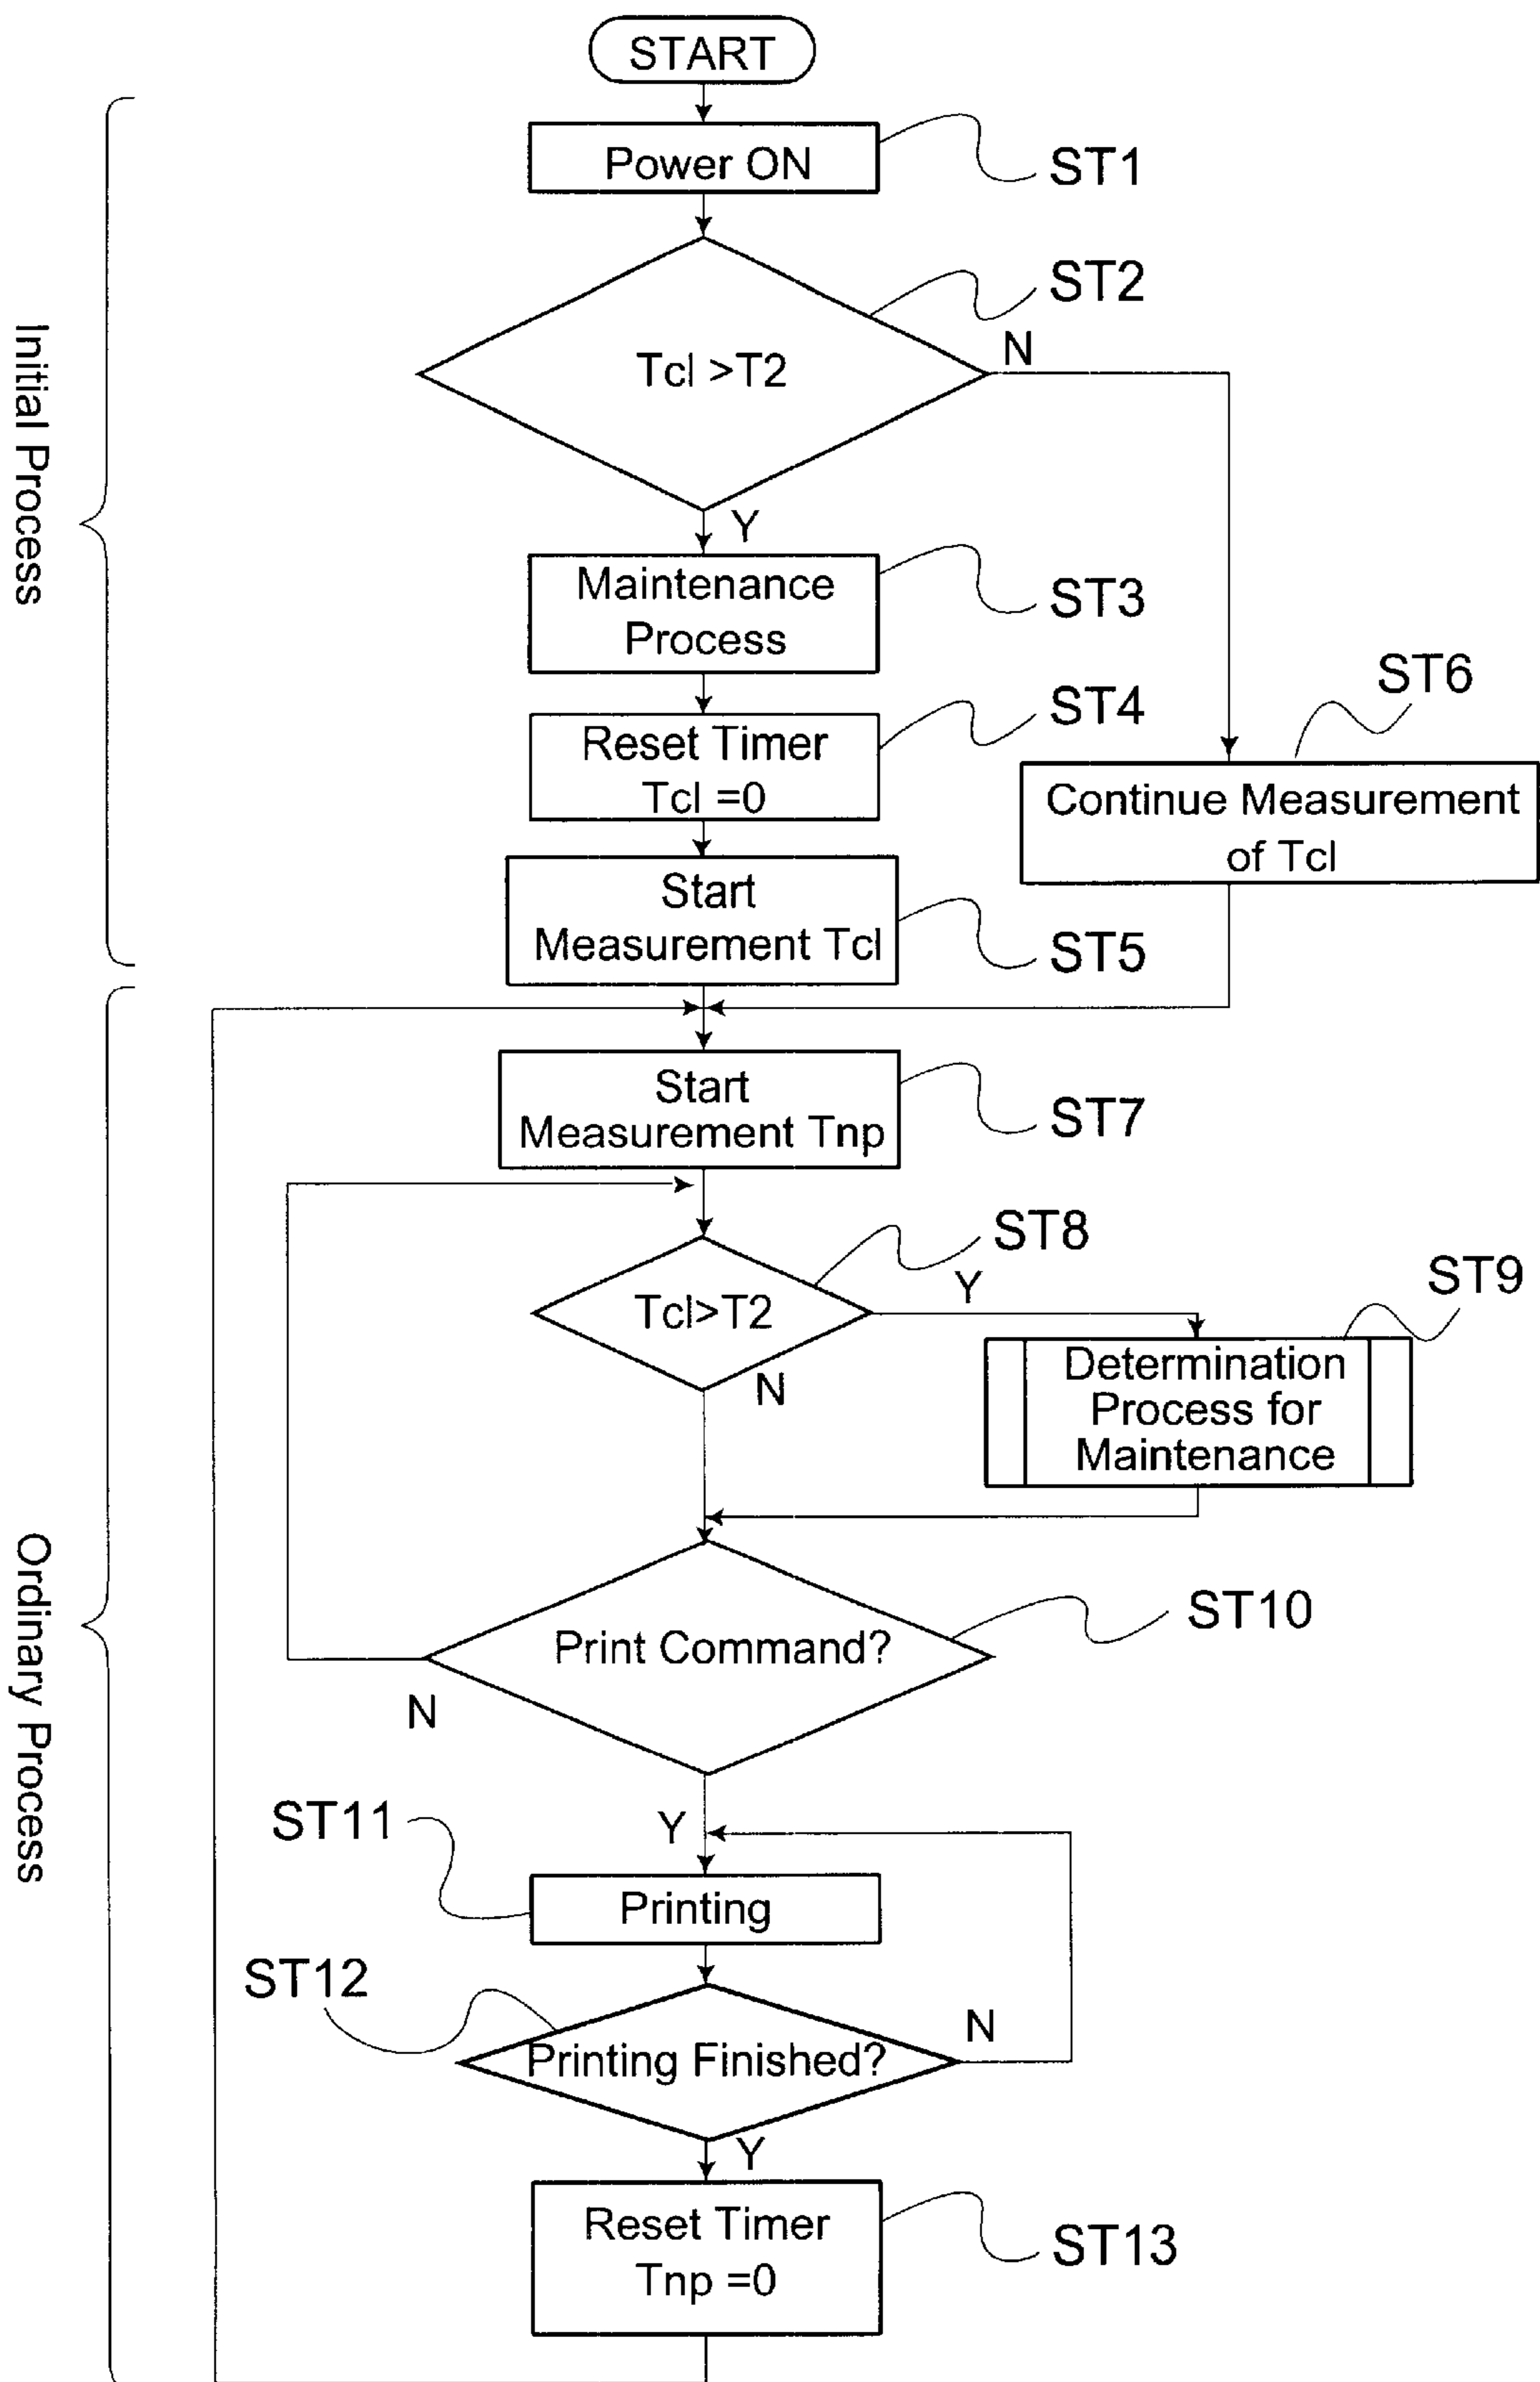 START
Power ON
ST1
ST2
Tcl >T2
N
Y
Maintenance
Process
ST3
Reset Timer
Tcl =0
ST4
ST6
Continue Measurement
of Tcl
Start
Measurement Tcl
ST5
Initial Process
Start
Measurement Tnp
ST7
ST8
Tcl>T2
Y
N
ST9
Determination
Process for
Maintenance
ST10
Print Command?
N
Y
ST11
Printing
ST12
Printing Finished?
N
Y
Reset Timer
Tnp =0
ST13
Ordinary Process